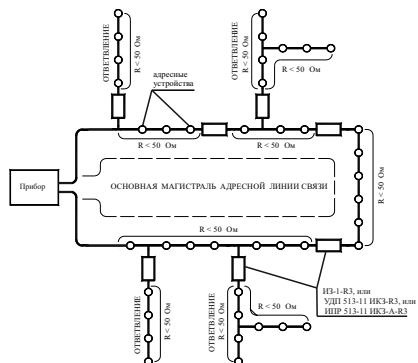 ОТВЕТВЛЕНИЕ
R < 50 Ом
ОТВЕТВЛЕНИЕ
R < 50 Ом
R < 50 Ом
адресные
устройства
R < 50 Ом
R < 50 Ом
R < 50 Ом
Прибор
ОСНОВНАЯ МАГИСТРАЛЬ АДРЕСНОЙ ЛИНИИ СВЯЗИ
R < 50 Ом
ОТВЕТВЛЕНИЕ
R < 50 Ом
ОТВЕТВЛЕНИЕ
R < 50 Ом
R < 50 Ом
ИЗ-1-R3, или
УДП 513-11 ИКЗ-R3, или
ИПР 513-11 ИКЗ-А-R3